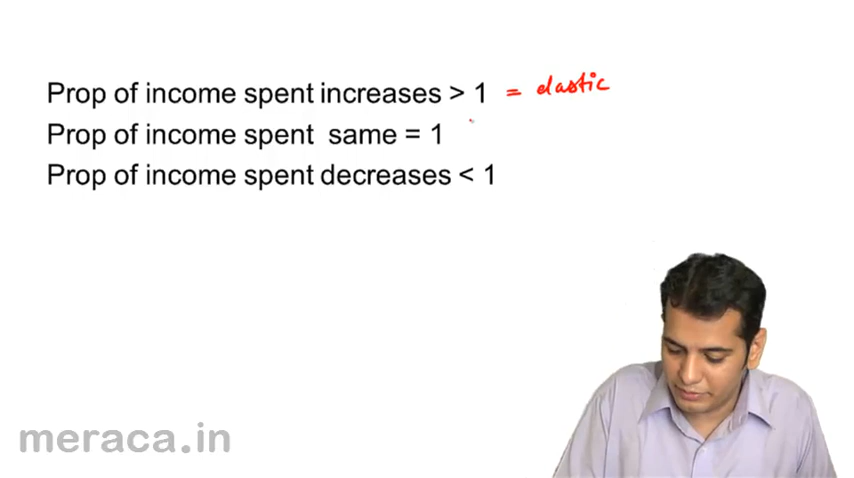 Prop of income spent increases > 1 = elastic
Prop of income spent same = 1
Prop of income spent decreases < 1
meraca.in